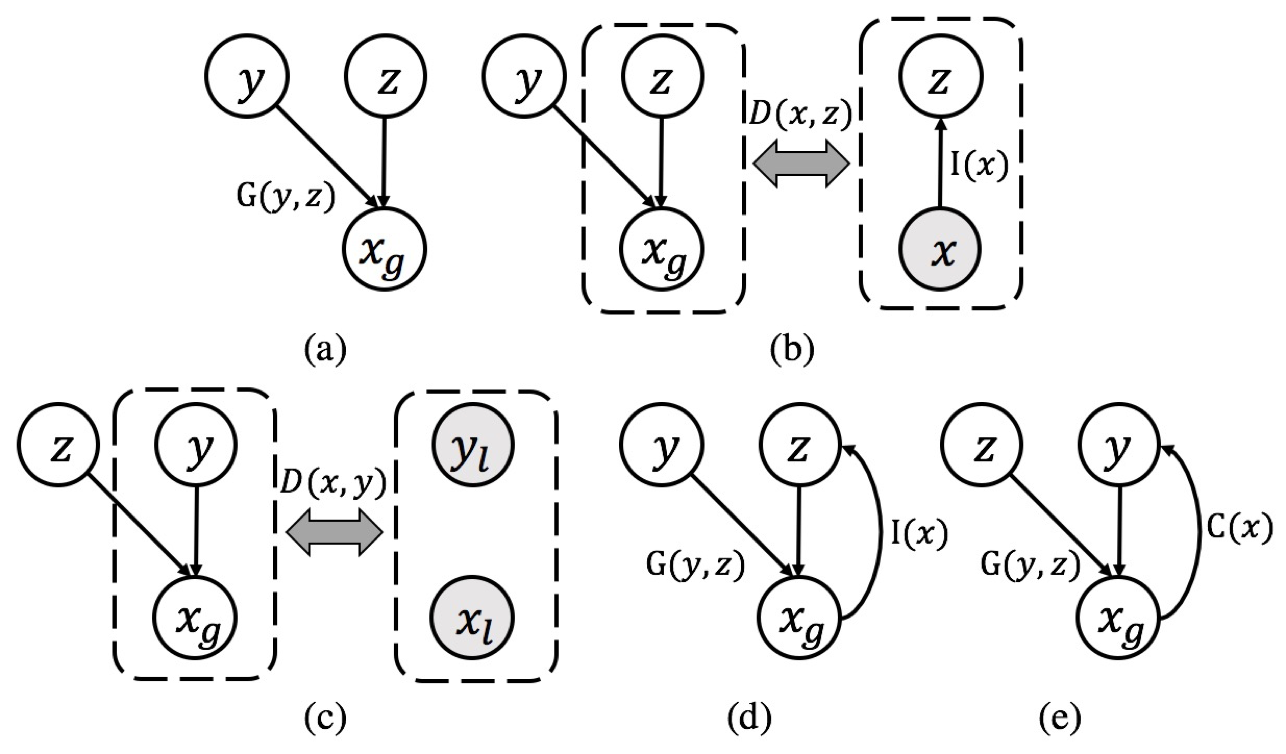 y z y z z
D(x, z)
G(y, z) I(x)
x_g x_g x
(a) (b)
z y y_l y z z y
D(x, y)
I(x) C(x)
G(y, z) G(y, z)
x_g x_l x_g x_g
(c) (d) (e)